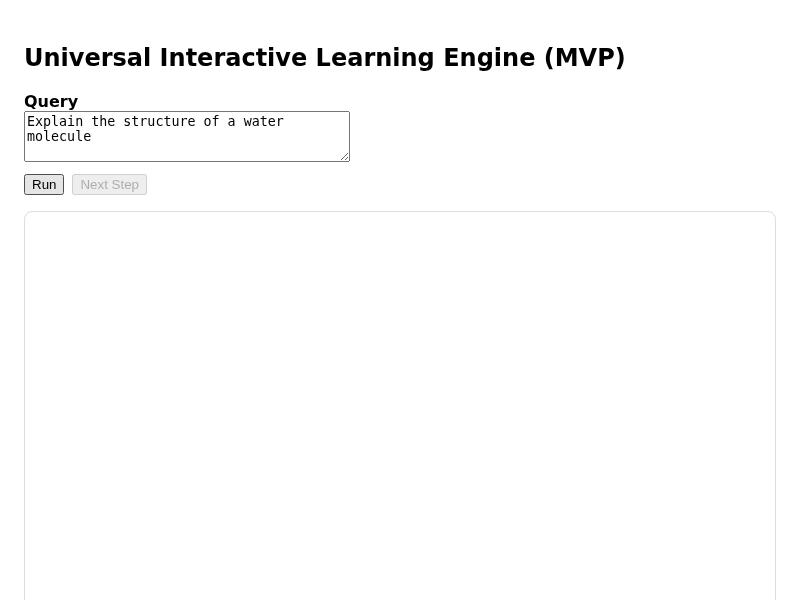 Universal Interactive Learning Engine (MVP)
Query
Explain the structure of a water
molecule
Run Next Step